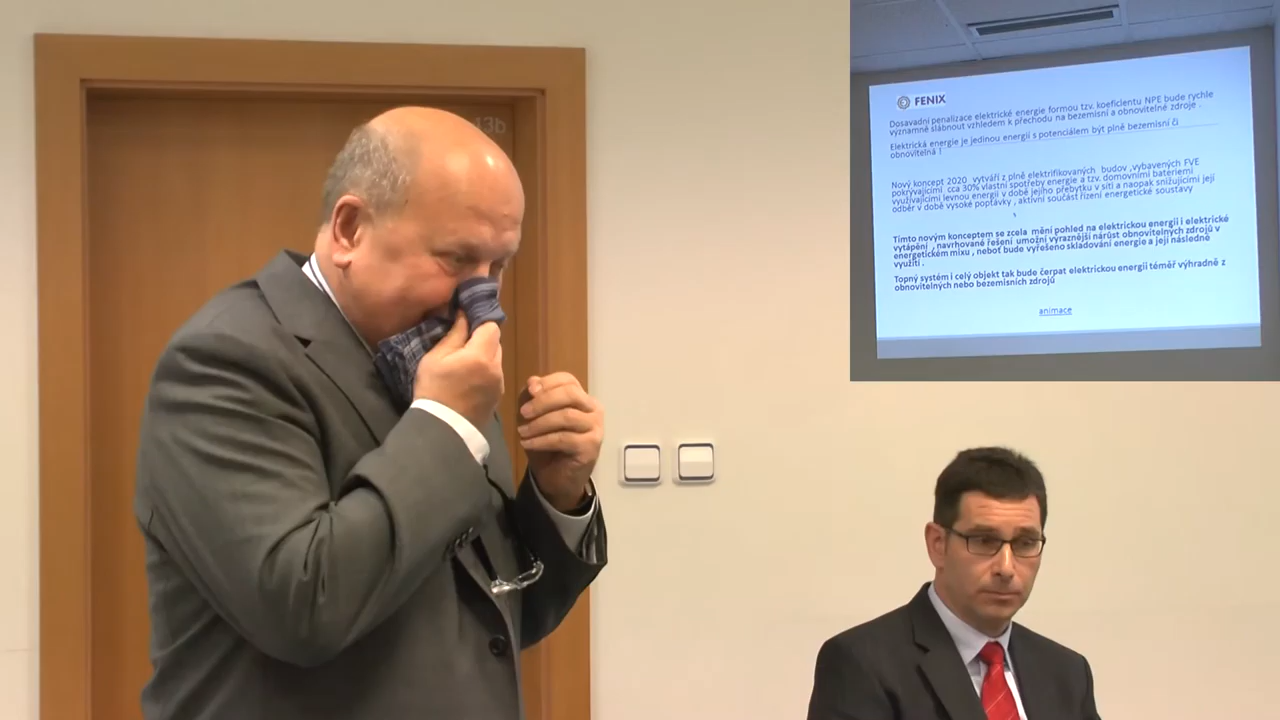 FENIX
Dosavadní penalizace elektrické energie formou tzv. koeficientu NPE bude rychle
významně slábnout vzhledem k přechodu na bezemisní a obnovitelné zdroje .
Elektrická energie je jedinou energií s potenciálem být plně bezemisní či
obnovitelná !
Nový koncept 2020 vytváří z plně elektrifikovaných budov ,vybavených FVE
pokrývajícími cca 30% vlastní spotřeby energie a tzv. domovními bateriemi
využívajícími levnou energii v době jejího přebytku v síti a naopak snižujícími její
odběr v době vysoké poptávky , aktivní součást řízení energetické soustavy
Tímto novým konceptem se zcela mění pohled na elektrickou energii i elektrické
vytápění , navrhované řešení umožní výraznější nárůst obnovitelných zdrojů v
energetickém mixu , neboť bude vyřešeno skladování energie a její následné
využití .
Topný systém i celý objekt tak bude čerpat elektrickou energii téměř výhradně z
obnovitelných nebo bezemisních zdrojů
animace